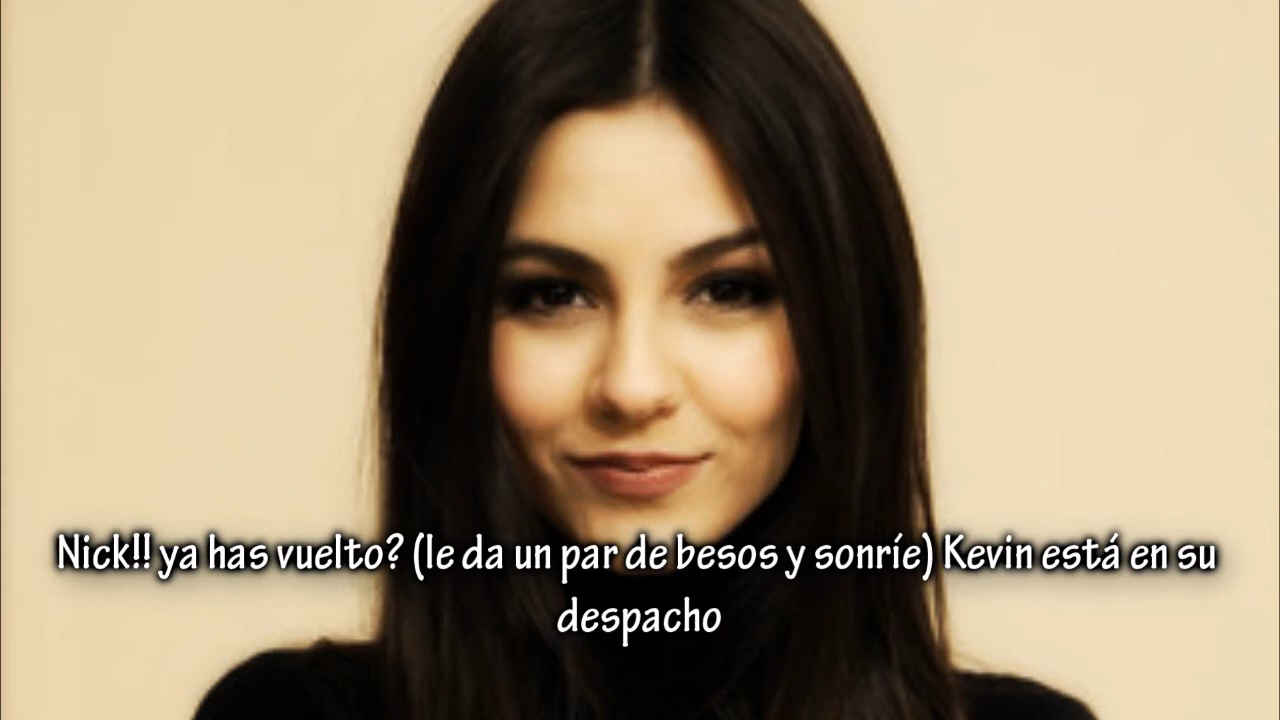 Nick!! ya has vuelto? (le da un par de besos y sonríe) Kevin está en su
despacho